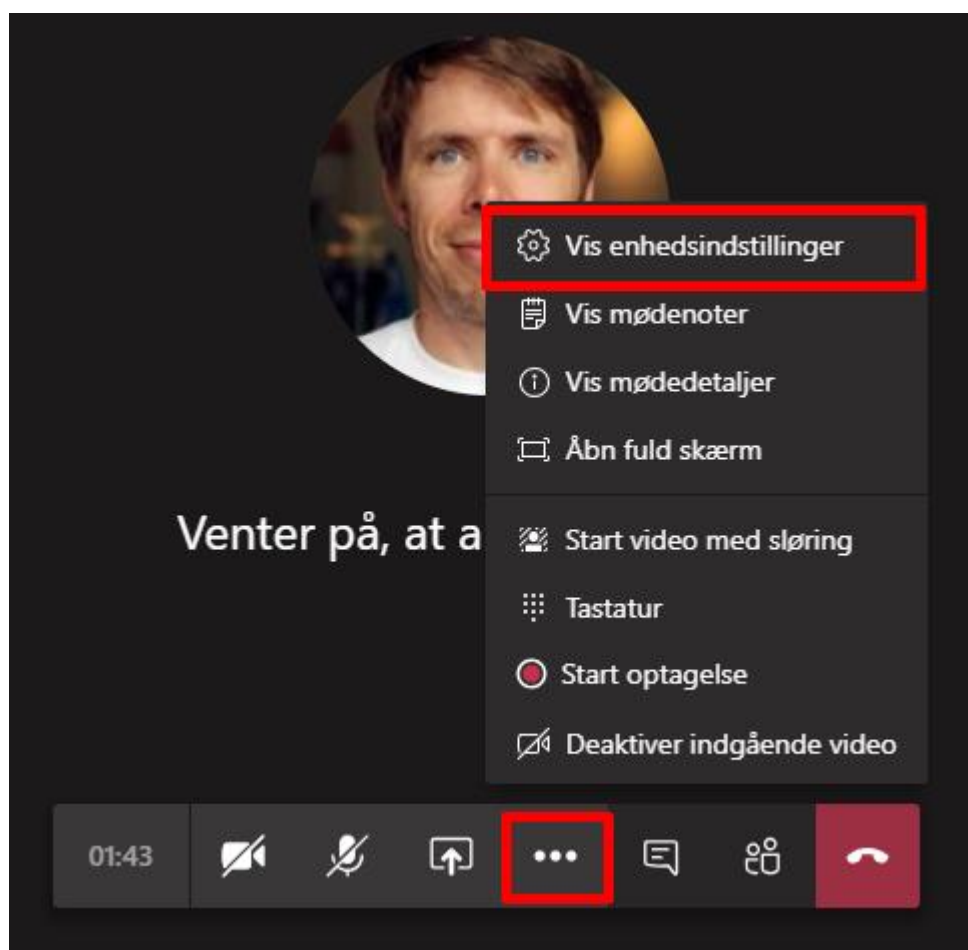 Vis enhedsindstillinger
Vis mødenoter
Vis mødedetaljer
Åbn fuld skærm
Venter på, at a
Start video med sløring
Tastatur
Start optagelse
Deaktiver indgående video
01:43